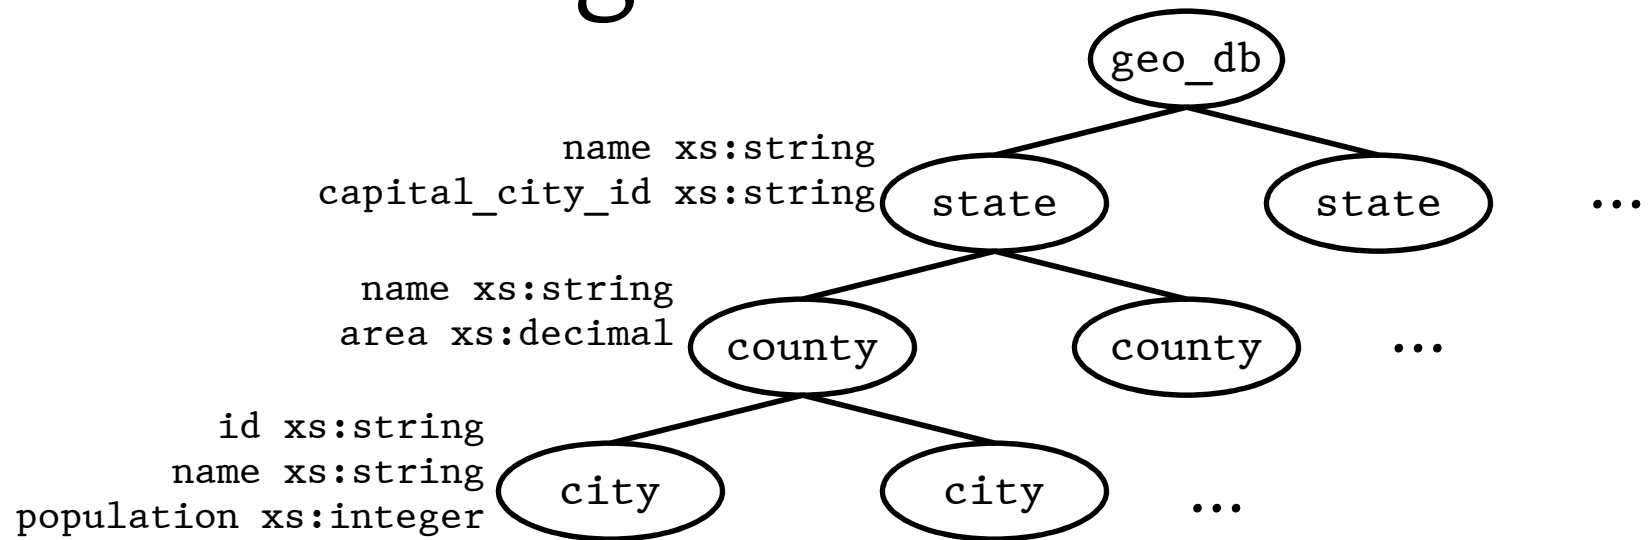 geo_db
name xs:string
capital_city_id xs:string
state
state
...
name xs:string
area xs:decimal
county
county
...
id xs:string
name xs:string
population xs:integer
city
city
...